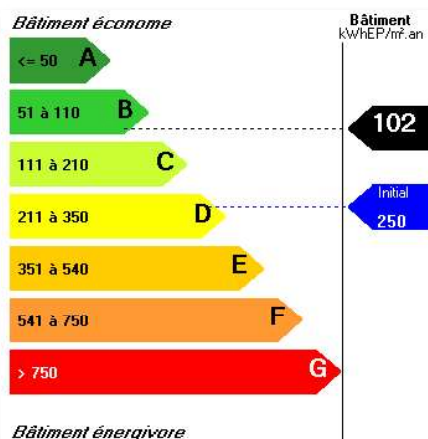 Bâtiment économe
Bâtiment
kWhEP/m².an
<= 50 A
51 à 110 B
102
111 à 210 C
Initial
250
211 à 350 D
351 à 540 E
541 à 750 F
> 750 G
Bâtiment énergivore